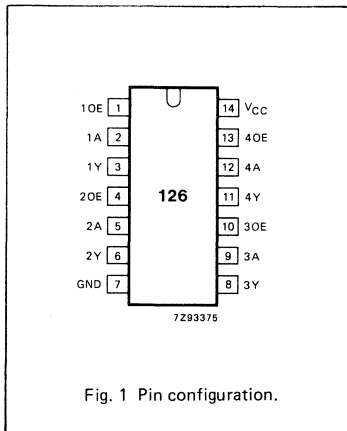 1OE 1 14 VCC
1A 2 13 4OE
1Y 3 12 4A
2OE 4 126 11 4Y
2A 5 10 3OE
2Y 6 9 3A
GND 7 8 3Y
7Z93375
Fig. 1 Pin configuration.